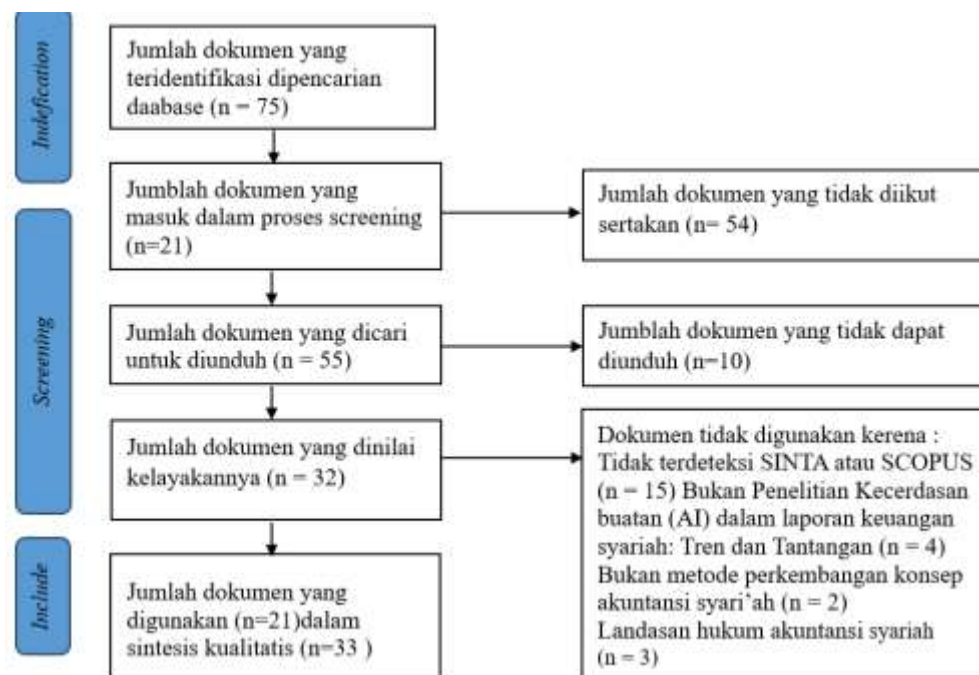 Indefication
Jumlah dokumen yang
teridentifikasi dipencarian
daabase (n = 75)
Jumblah dokumen yang
masuk dalam proses screening
(n=21)
Jumlah dokumen yang tidak diikut
sertakan (n= 54)
Screening
Jumlah dokumen yang dicari
untuk diunduh (n = 55)
Jumblah dokumen yang tidak dapat
diunduh (n=10)
Jumlah dokumen yang dinilai
kelayakannya (n = 32)
Dokumen tidak digunakan kerena :
Tidak terdeteksi SINTA atau SCOPUS
(n = 15) Bukan Penelitian Kecerdasan
buatan (AI) dalam laporan keuangan
syariah: Tren dan Tantangan (n = 4)
Bukan metode perkembangan konsep
akuntansi syari‘ah (n = 2)
Landasan hukum akuntansi syariah
(n = 3)
Include
Jumlah dokumen yang
digunakan (n=21)dalam
sintesis kualitatis (n=33 )